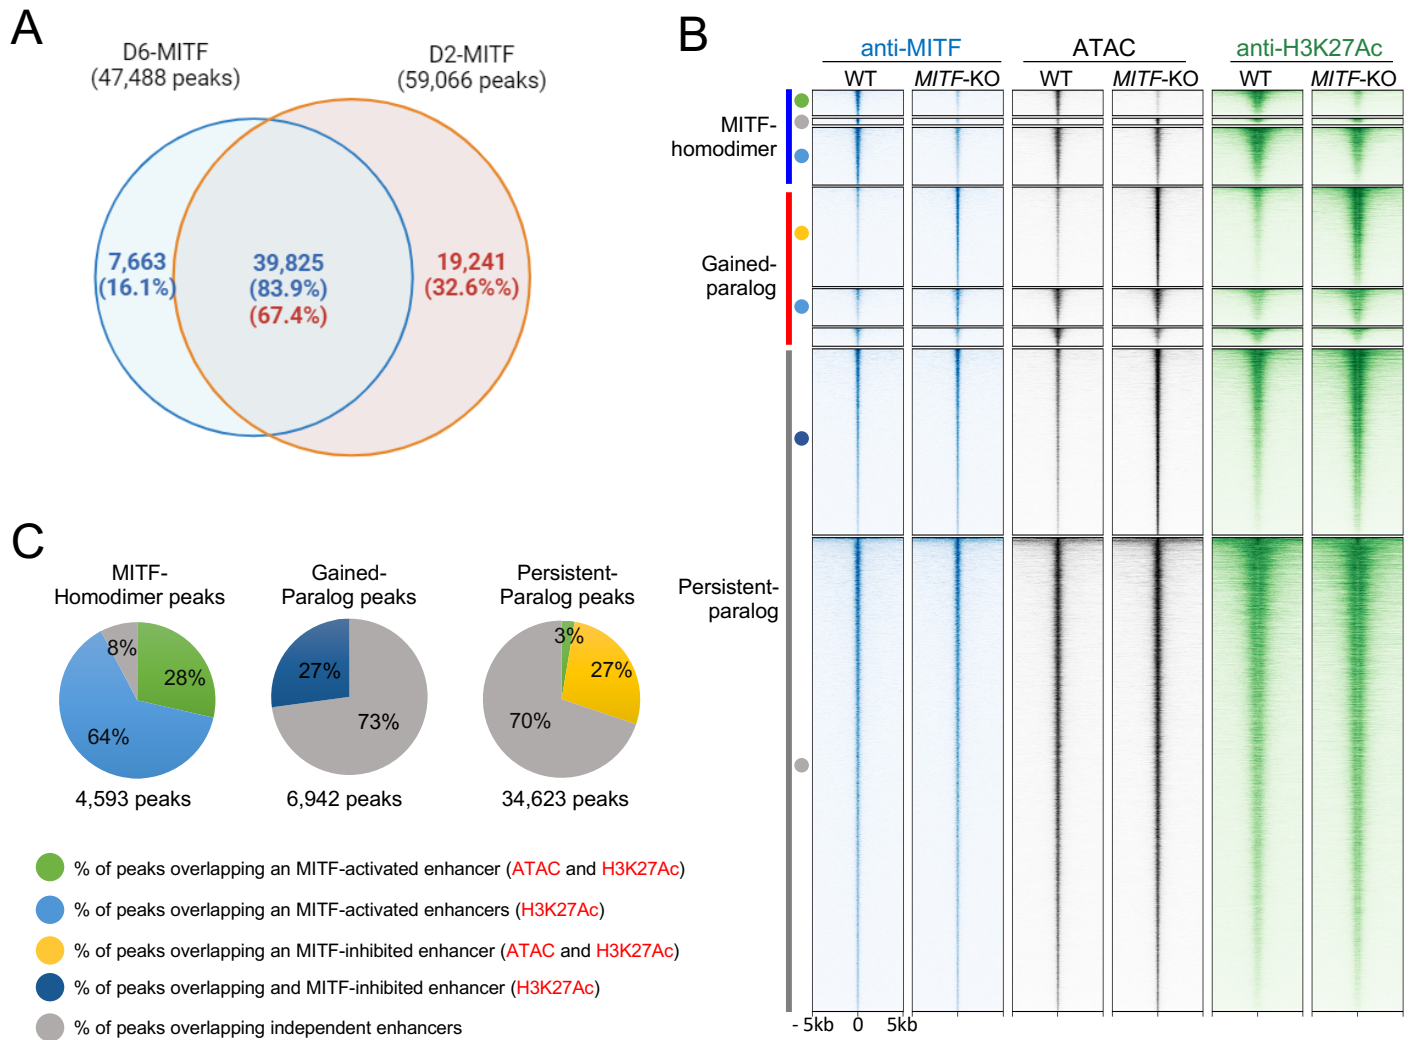 A
D6-MITF
(47,488 peaks)
D2-MITF
(59,066 peaks)
7,663
(16.1%)
39,825
(83.9%)
(67.4%)
19,241
(32.6%%)
B
anti-MITF
ATAC
anti-H3K27Ac
WT
MITF-KO
WT
MITF-KO
WT
MITF-KO
MITF-
homodimer
Gained-
paralog
Persistent-
paralog
- 5kb 0 5kb
C
MITF-
Homodimer peaks
8%
28%
64%
4,593 peaks
Gained-
Paralog peaks
27%
73%
6,942 peaks
Persistent-
Paralog peaks
3%
27%
70%
34,623 peaks
% of peaks overlapping an MITF-activated enhancer (ATAC and H3K27Ac)
% of peaks overlapping an MITF-activated enhancers (H3K27Ac)
% of peaks overlapping an MITF-inhibited enhancer (ATAC and H3K27Ac)
% of peaks overlapping and MITF-inhibited enhancer (H3K27Ac)
% of peaks overlapping independent enhancers